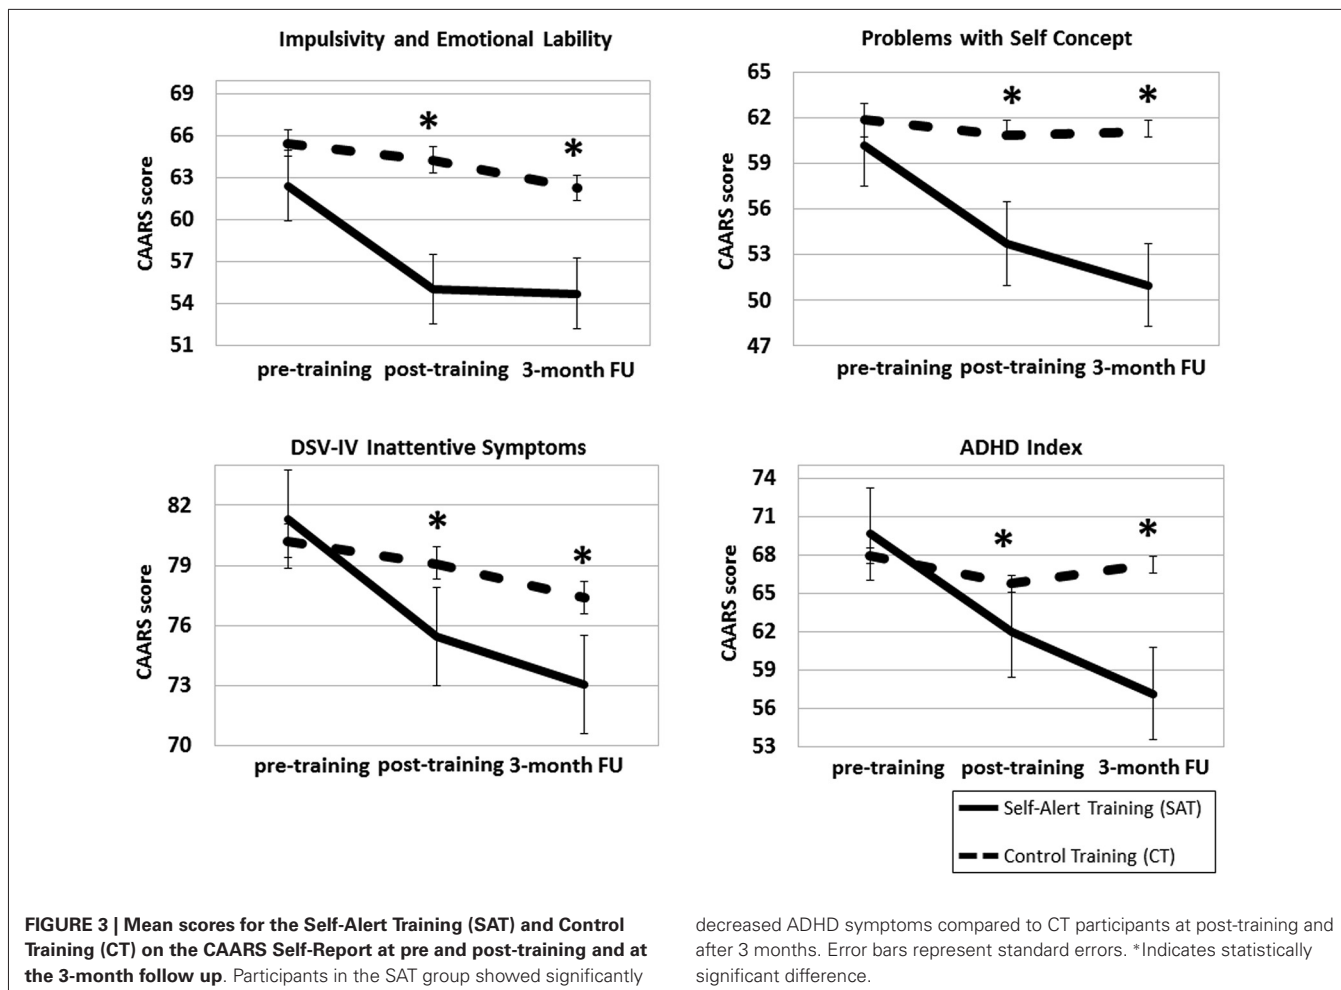 Impulsivity and Emotional Lability
69
66
63
60
57
54
51
CAARS score
* *
pre-training post-training 3-month FU
Problems with Self Concept
65
62
59
56
53
50
47
CAARS score
* *
pre-training post-training 3-month FU
DSV-IV Inattentive Symptoms
82
79
76
73
70
CAARS score
* *
pre-training post-training 3-month FU
ADHD Index
74
71
68
65
62
59
56
53
CAARS score
* *
pre-training post-training 3-month FU
Self-Alert Training (SAT)
Control Training (CT)
FIGURE 3 | Mean scores for the Self-Alert Training (SAT) and Control
Training (CT) on the CAARS Self-Report at pre and post-training and at
the 3-month follow up. Participants in the SAT group showed significantly
decreased ADHD symptoms compared to CT participants at post-training and
after 3 months. Error bars represent standard errors. *Indicates statistically
significant difference.